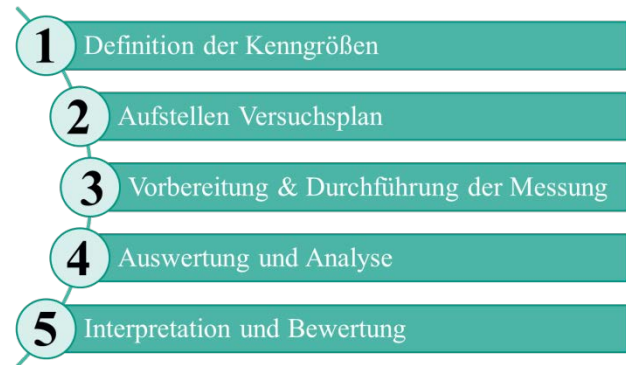 1 Definition der Kenngrößen
2 Aufstellen Versuchsplan
3 Vorbereitung & Durchführung der Messung
4 Auswertung und Analyse
5 Interpretation und Bewertung